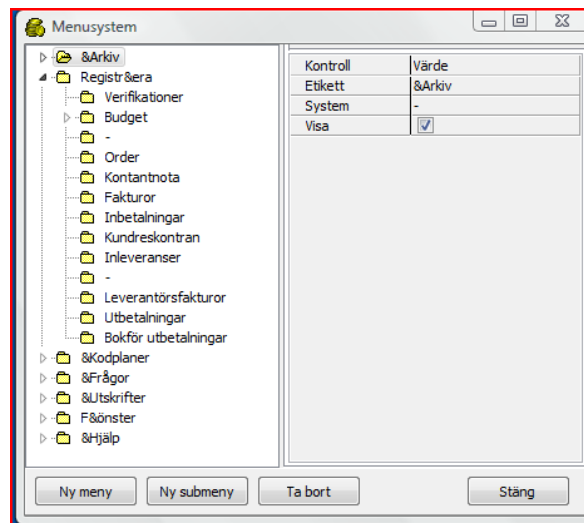 Menusystem
&Arkiv
Registr&era
Verifikationer
Budget
-
Order
Kontantnota
Fakturor
Inbetalningar
Kundreskontran
Inleveranser
-
Leverantörsfakturor
Utbetalningar
Bokför utbetalningar
&Kodplaner
&Frågor
&Utskrifter
F&önster
&Hjälp
Kontroll Värde
Etikett &Arkiv
System -
Visa
Ny meny Ny submeny Ta bort Stäng